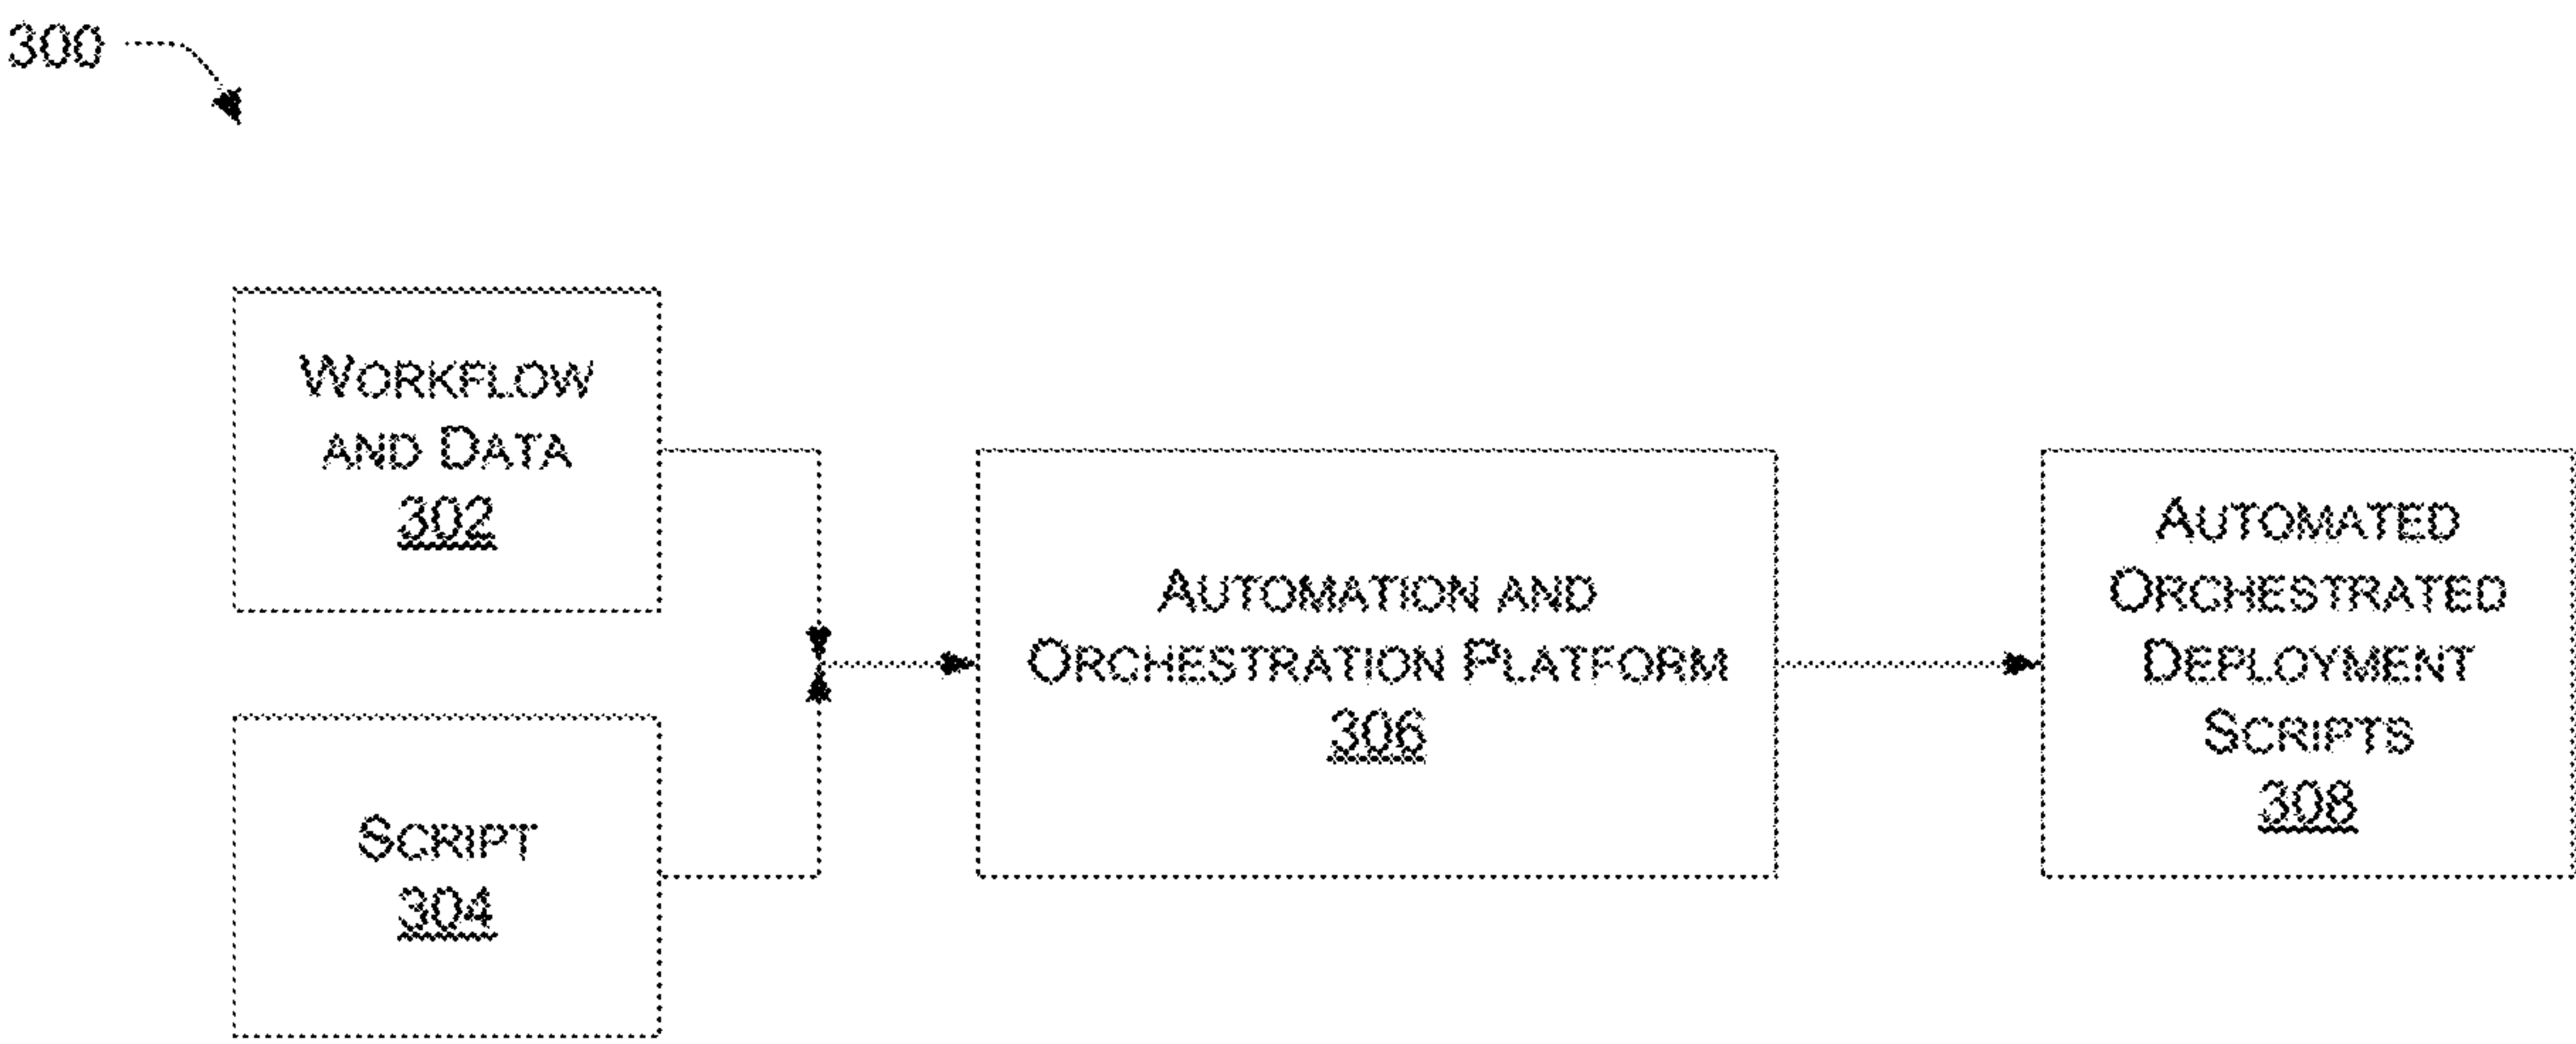 300
WORKFLOW
AND DATA
302
SCRIPT
304
AUTOMATION AND
ORCHESTRATION PLATFORM
306
AUTOMATED
ORCHESTRATED
DEPLOYMENT
SCRIPTS
308